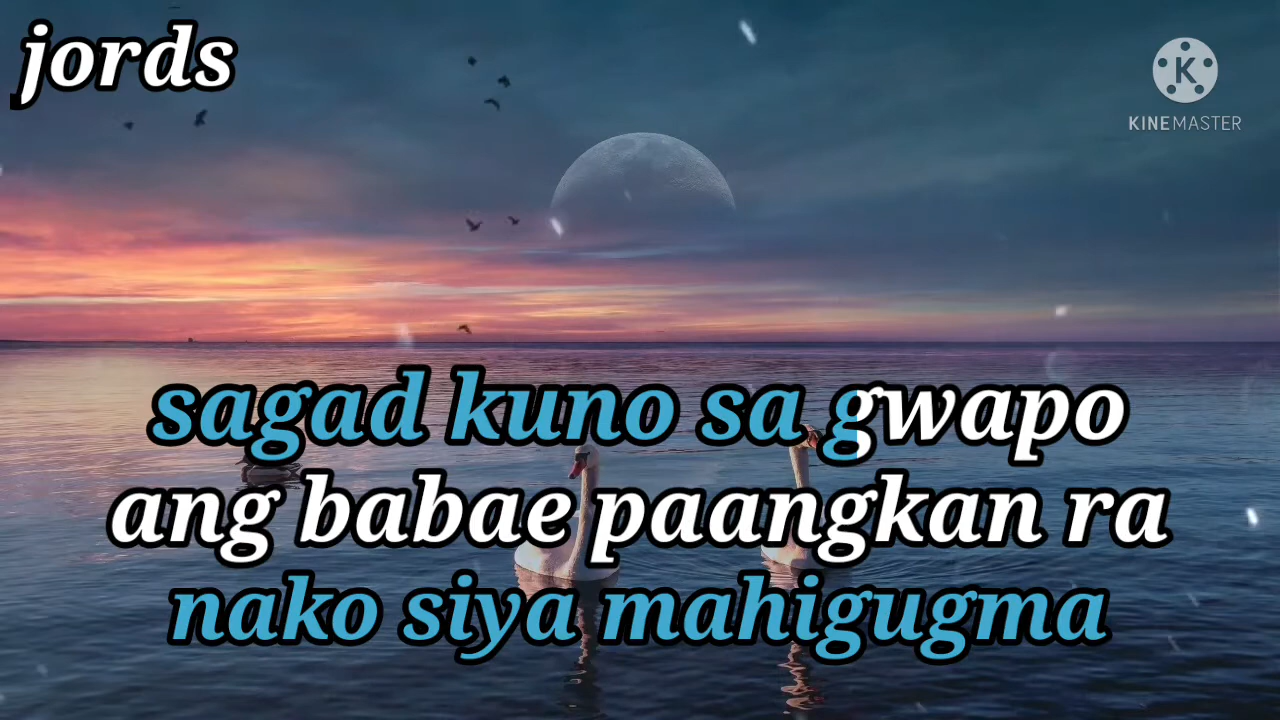 jords
KINEMASTER
sagad kuno sa gwapo
ang babae paangkan ra
nako siya mahigugma